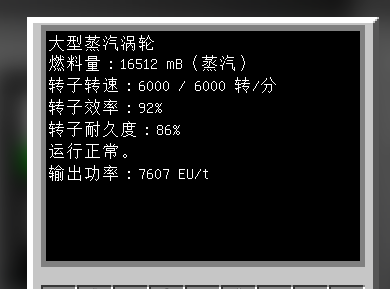 大型蒸汽涡轮
燃料量：16512 mB（蒸汽）
转子转速：6000 / 6000 转/分
转子效率：92%
转子耐久度：86%
运行正常。
输出功率：7607 EU/t